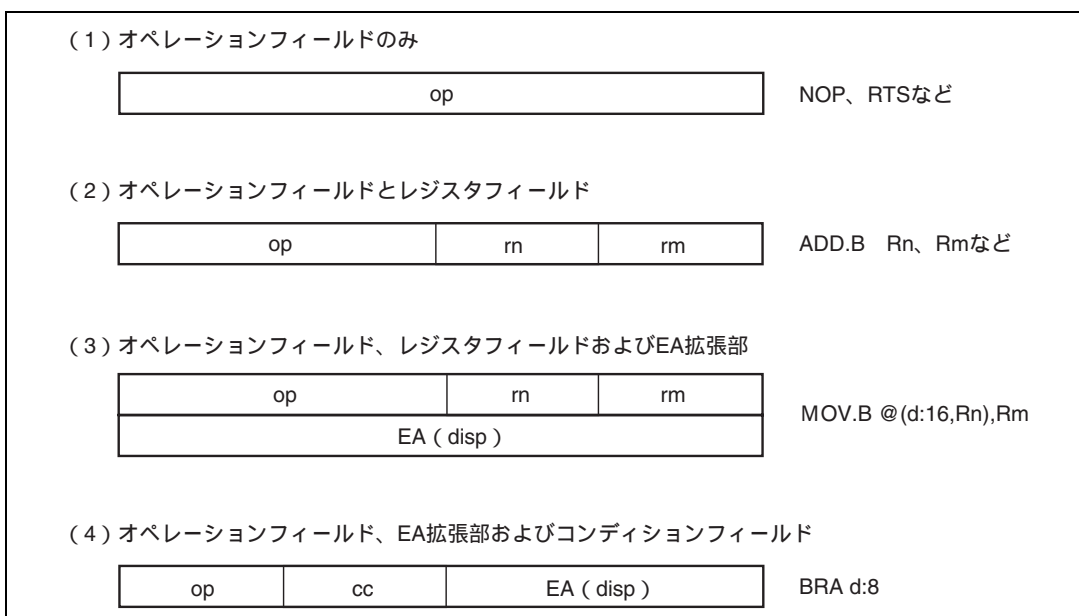 （1）オペレーションフィールドのみ
op NOP、RTSなど
（2）オペレーションフィールドとレジスタフィールド
op rn rm ADD.B Rn、Rmなど
（3）オペレーションフィールド、レジスタフィールドおよびEA拡張部
op rn rm
MOV.B @(d:16,Rn),Rm
EA（disp）
（4）オペレーションフィールド、EA拡張部およびコンディションフィールド
op cc EA（disp） BRA d:8